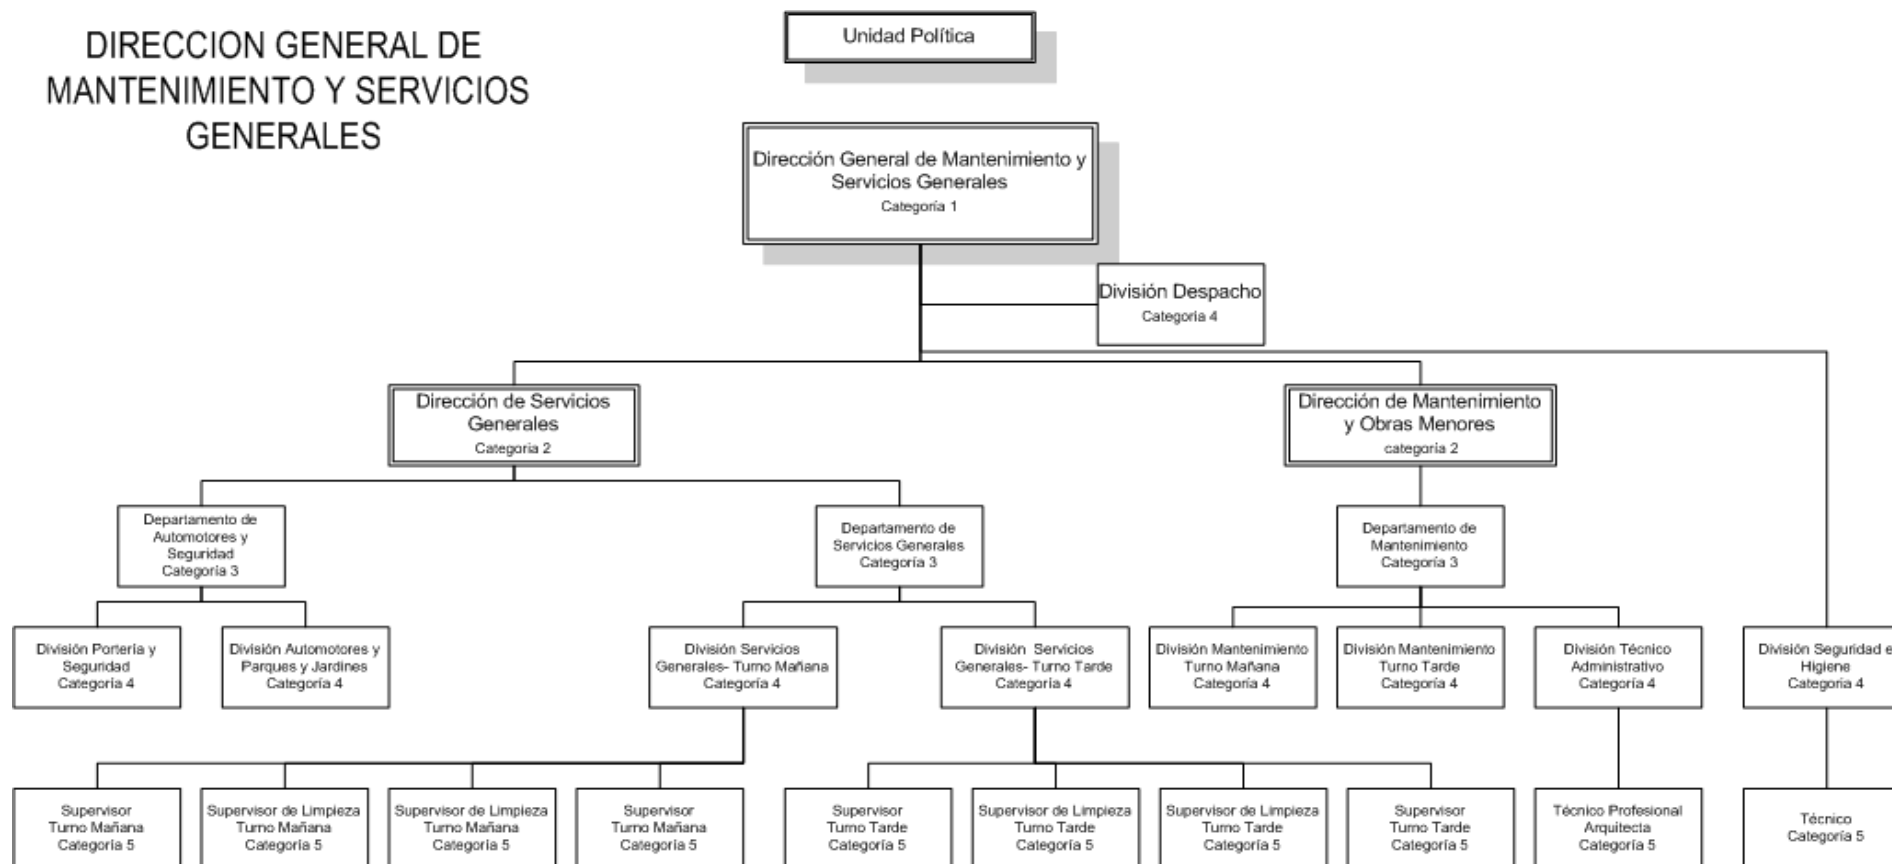 DIRECCION GENERAL DE
MANTENIMIENTO Y SERVICIOS
GENERALES
Unidad Política
Dirección General de Mantenimiento y
Servicios Generales
Categoría 1
División Despacho
Categoria 4
Dirección de Servicios
Generales
Categoria 2
Dirección de Mantenimiento
y Obras Menores
categoría 2
Departamento de
Automotores y
Seguridad
Categoría 3
Departamento de
Servicios Generales
Categoría 3
Departamento de
Mantenimiento
Categoría 3
División Portería y
Seguridad
Categoría 4
División Automotores y
Parques y Jardines
Categoría 4
División Servicios
Generales- Turno Mañana
Categoría 4
División Servicios
Generales- Turno Tarde
Categoría 4
División Mantenimiento
Turno Mañana
Categoría 4
División Mantenimiento
Turno Tarde
Categoría 4
División Técnico
Administrativo
Categoría 4
División Seguridad e
Higiene
Categoría 4
Supervisor
Turno Mañana
Categoría 5
Supervisor de Limpieza
Turno Mañana
Categoría 5
Supervisor de Limpieza
Turno Mañana
Categoría 5
Supervisor
Turno Mañana
Categoría 5
Supervisor
Turno Tarde
Categoría 5
Supervisor de Limpieza
Turno Tarde
Categoría 5
Supervisor de Limpieza
Turno Tarde
Categoría 5
Supervisor
Turno Tarde
Categoría 5
Técnico Profesional
Arquitecta
Categoría 5
Técnico
Categoría 5